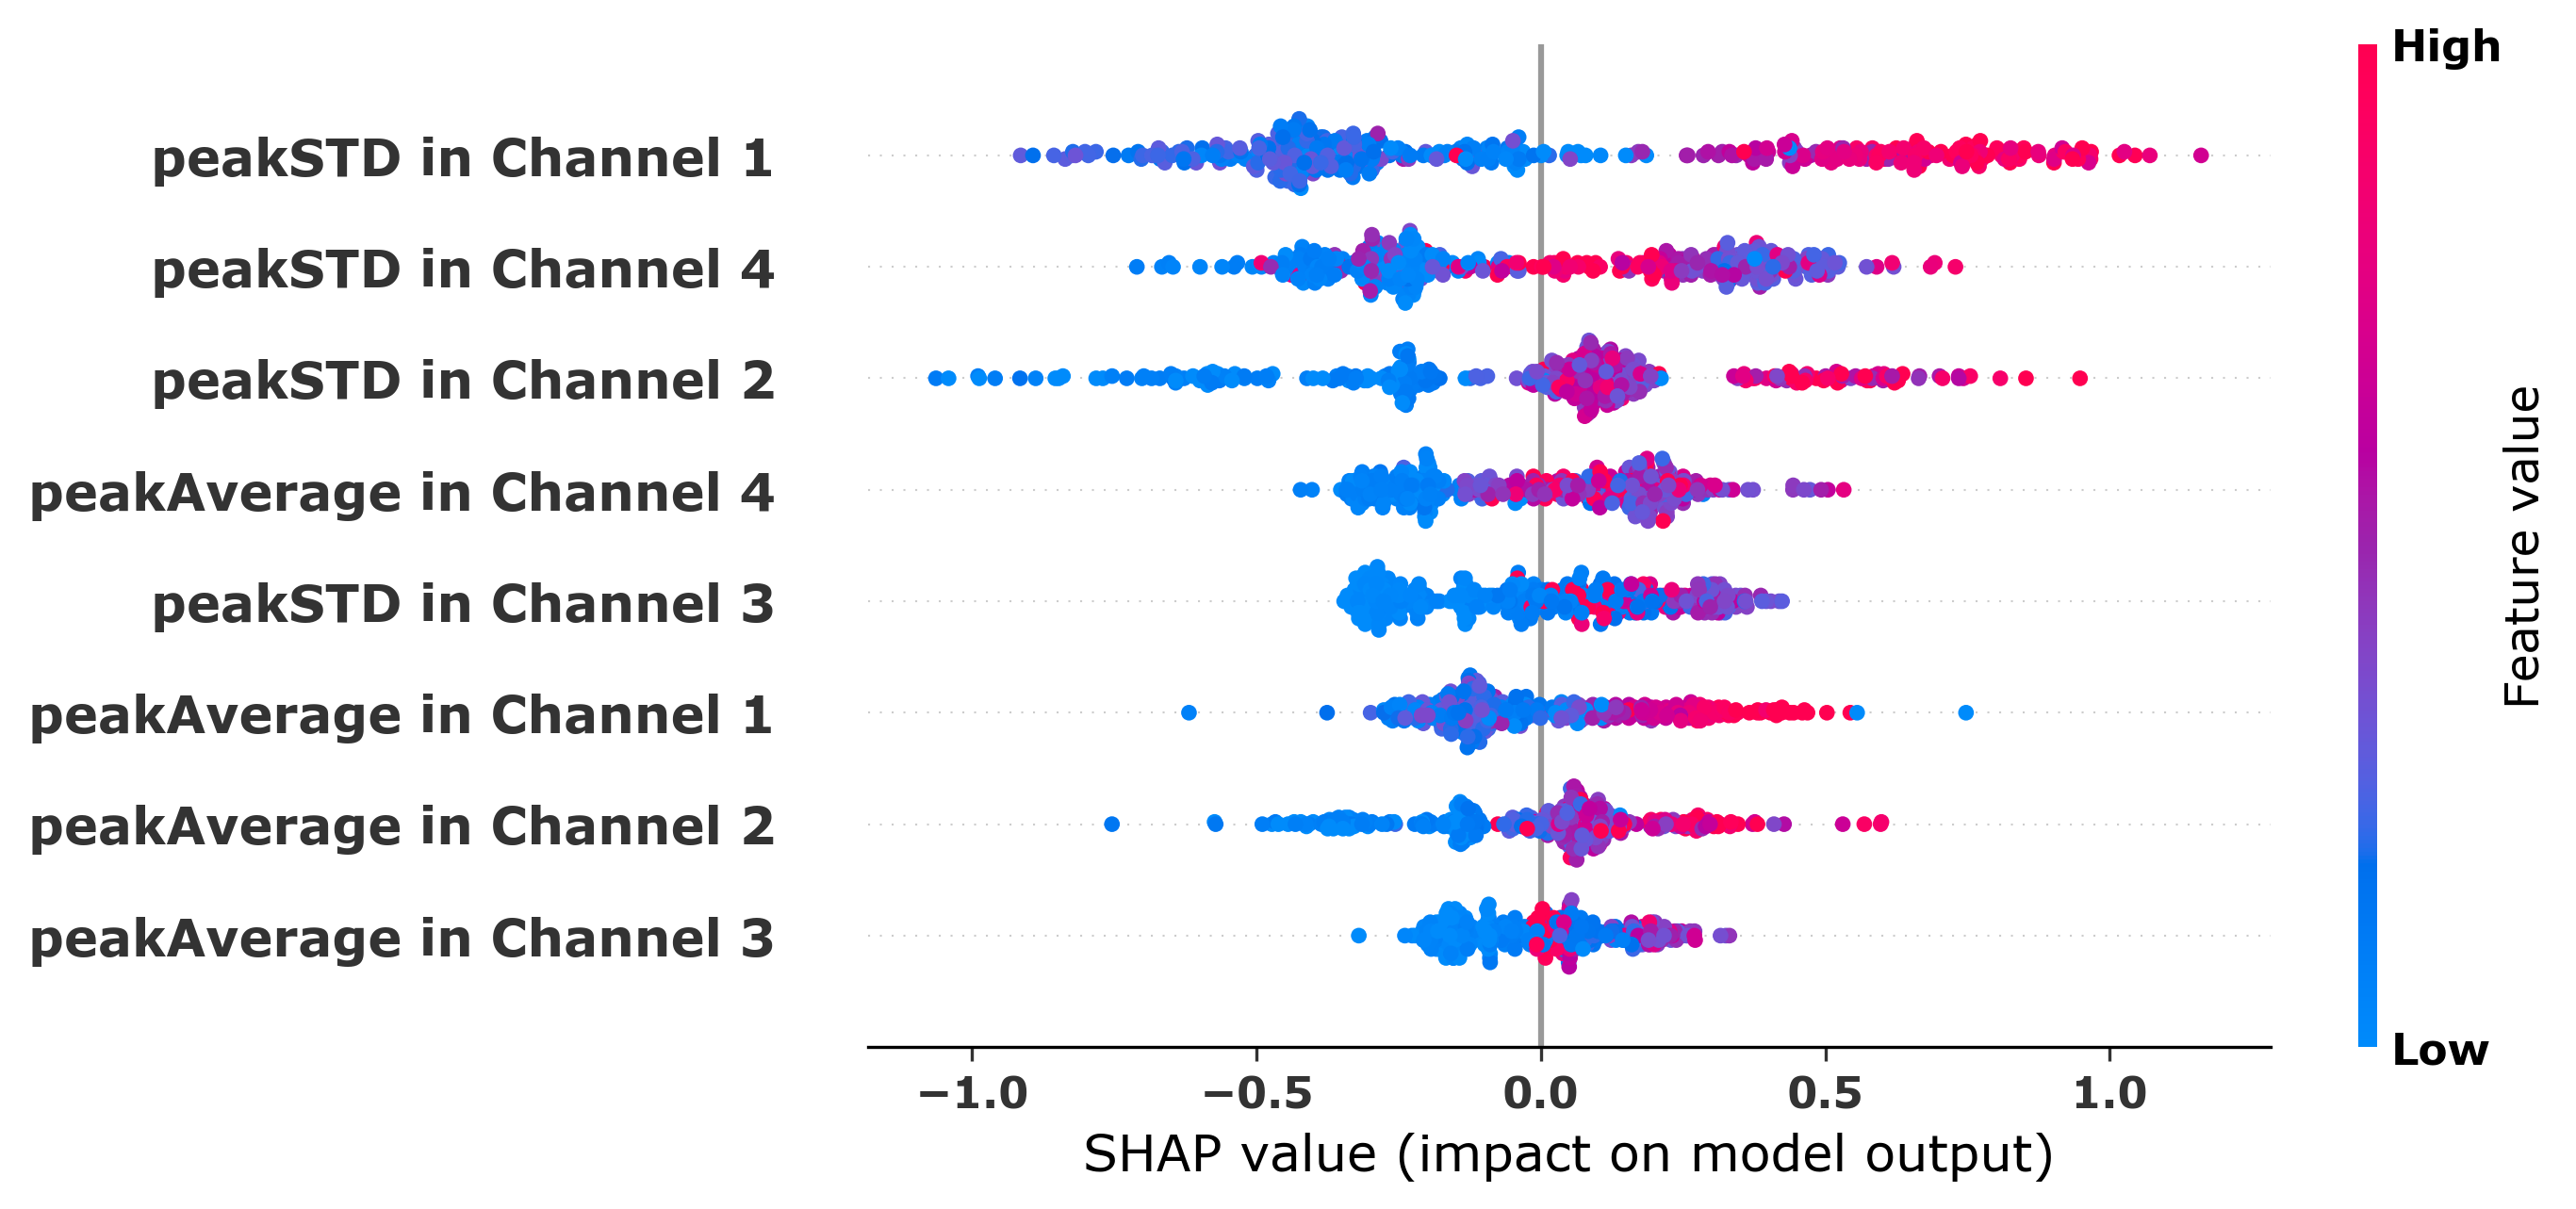 High
peakSTD in Channel 1
peakSTD in Channel 4
peakSTD in Channel 2
peakAverage in Channel 4
peakSTD in Channel 3
peakAverage in Channel 1
peakAverage in Channel 2
peakAverage in Channel 3
Feature value
Low
−1.0 −0.5 0.0 0.5 1.0
SHAP value (impact on model output)